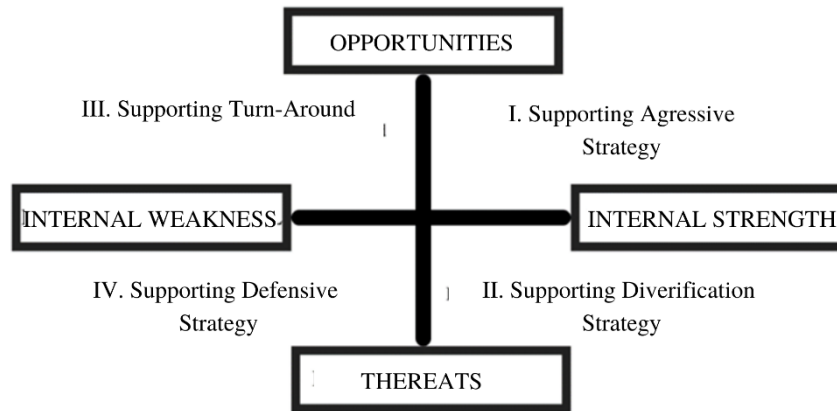 OPPORTUNITIES
III. Supporting Turn-Around
I. Supporting Agressive
Strategy
INTERNAL WEAKNESS
INTERNAL STRENGTH
IV. Supporting Defensive
Strategy
II. Supporting Diverification
Strategy
THEREATS